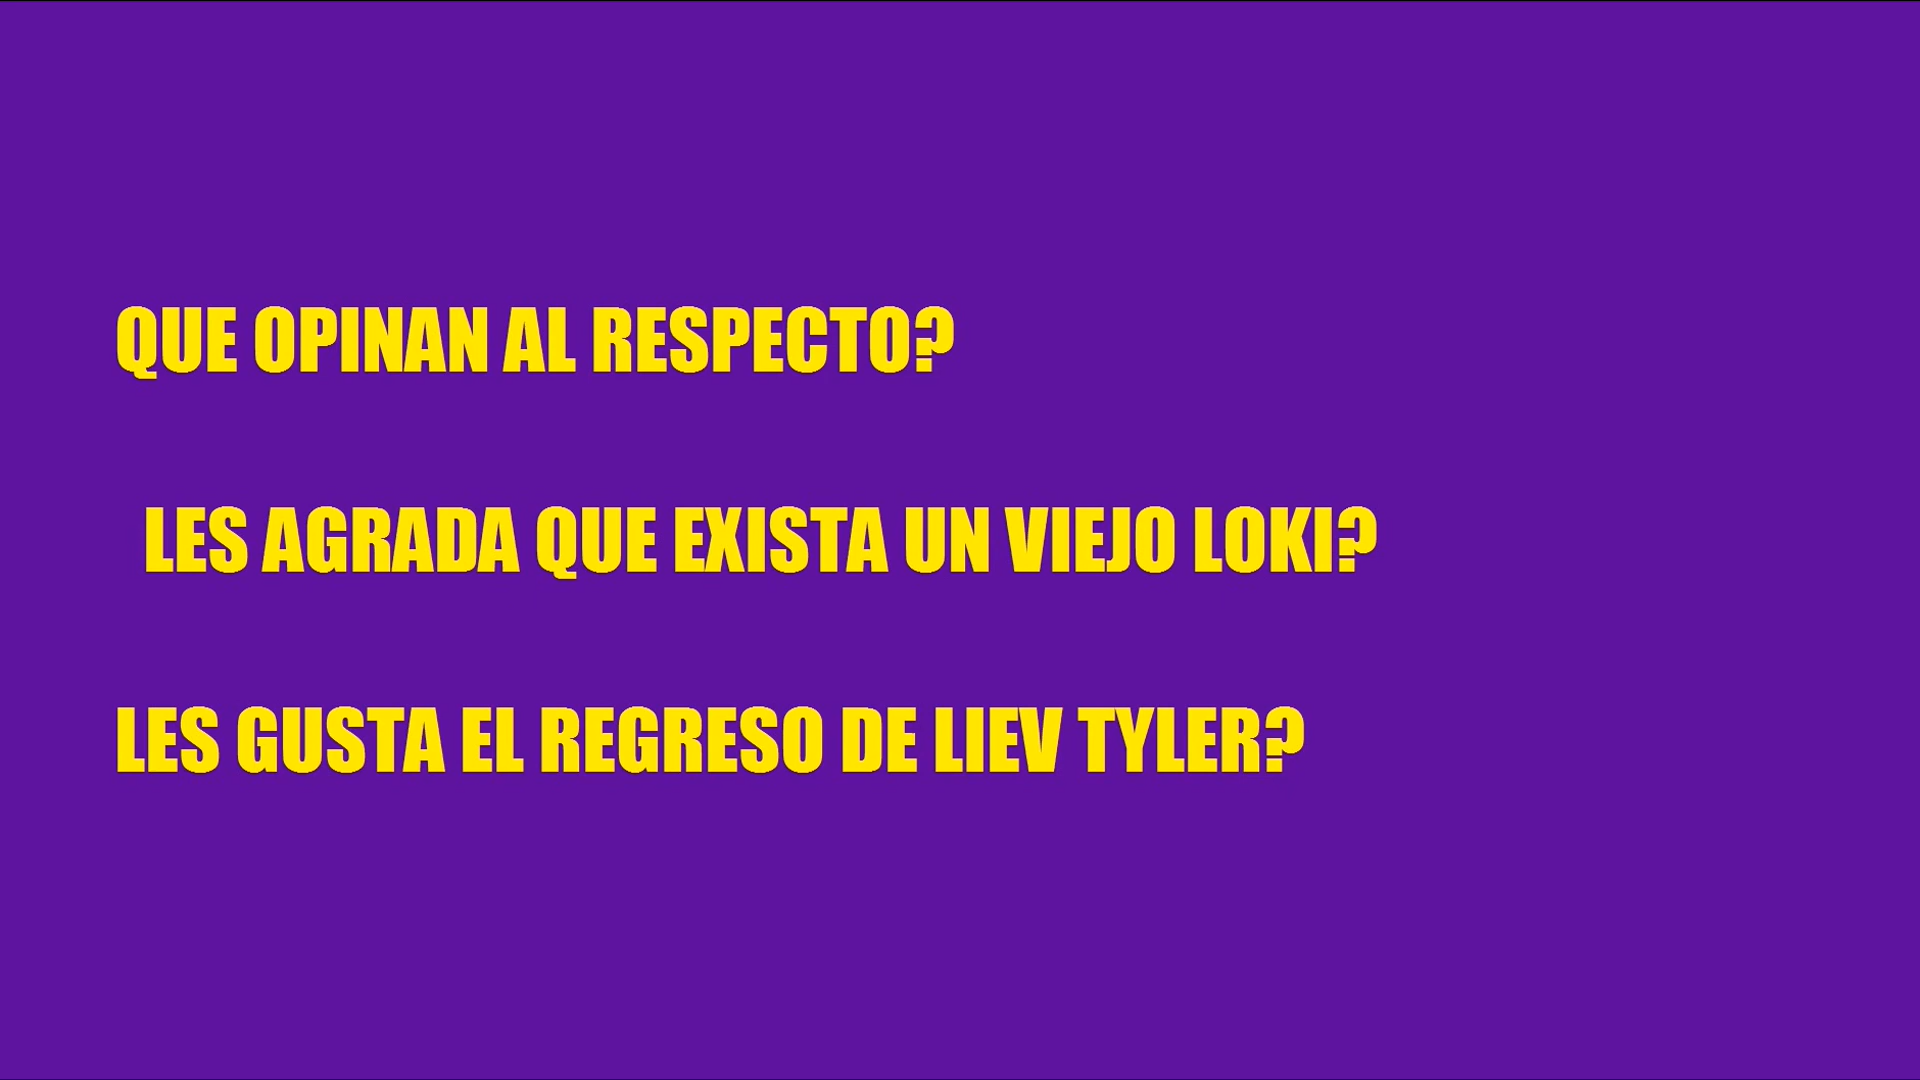 QUE OPINAN AL RESPECTO?
LES AGRADA QUE EXISTA UN VIEJO LOKI?
LES GUSTA EL REGRESO DE LIEV TYLER?